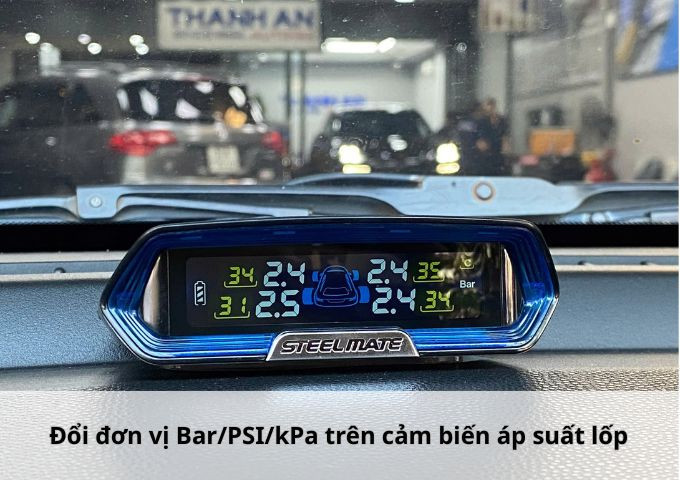 THANH AN
34 2.4 2.4 35 °C
31 2.5 2.4 34 Bar
STEELMATE
Đổi đơn vị Bar/PSI/kPa trên cảm biến áp suất lốp